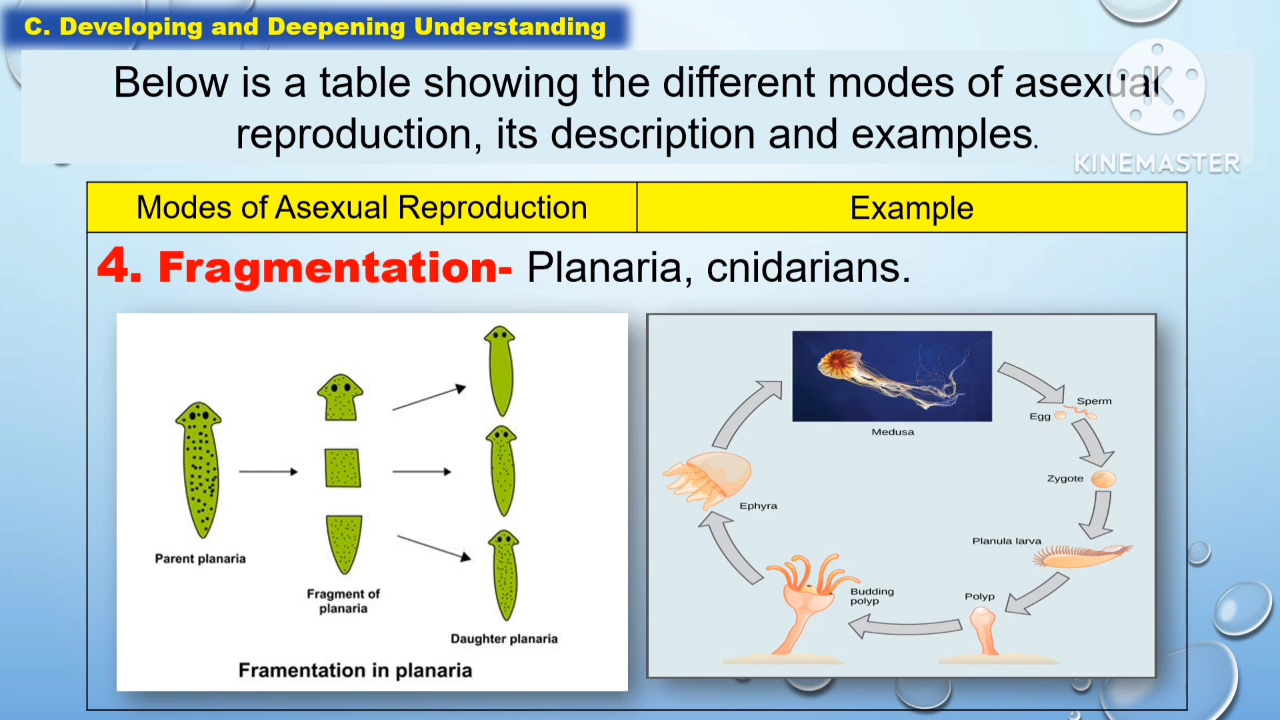 C. Developing and Deepening Understanding
Below is a table showing the different modes of asexual
reproduction, its description and examples.
KINEMASTER
Modes of Asexual Reproduction
Example
4. Fragmentation- Planaria, cnidarians.
Parent planaria
Fragment of
planaria
Daughter planaria
Framentation in planaria
Medusa
Sperm
Egg
Zygote
Planula larva
Polyp
Budding
polyp
Ephyra